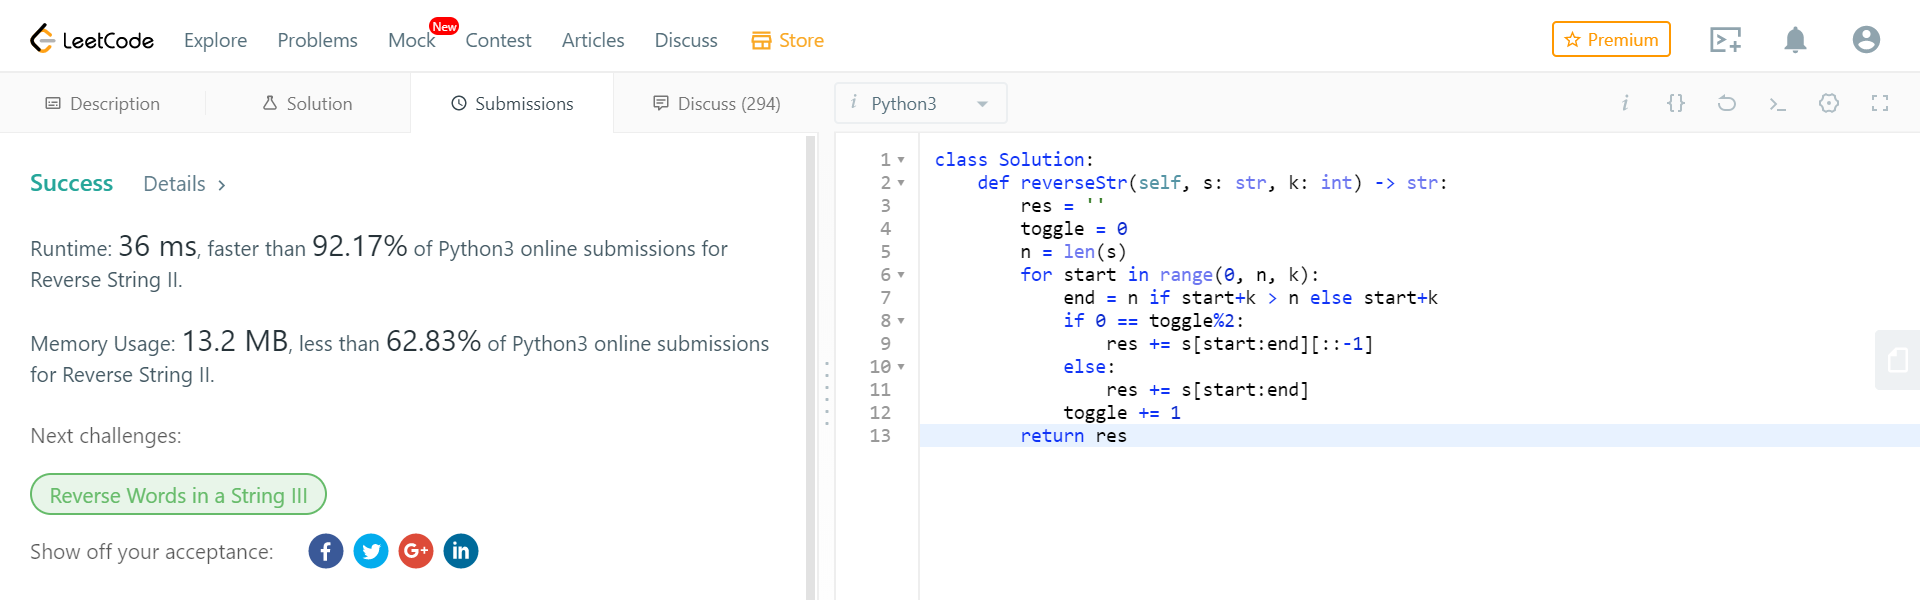 LeetCode Explore Problems Mock New Contest Articles Discuss Store Premium
Description Solution Submissions Discuss (294) i Python3 i {}
Success Details >
Runtime: 36 ms, faster than 92.17% of Python3 online submissions for
Reverse String II.
Memory Usage: 13.2 MB, less than 62.83% of Python3 online submissions
for Reverse String II.
Next challenges:
Reverse Words in a String III
Show off your acceptance: f G+ in
1 class Solution:
2     def reverseStr(self, s: str, k: int) -> str:
3         res = ''
4         toggle = 0
5         n = len(s)
6         for start in range(0, n, k):
7             end = n if start+k > n else start+k
8             if 0 == toggle%2:
9                 res += s[start:end][::-1]
10             else:
11                 res += s[start:end]
12             toggle += 1
13         return res